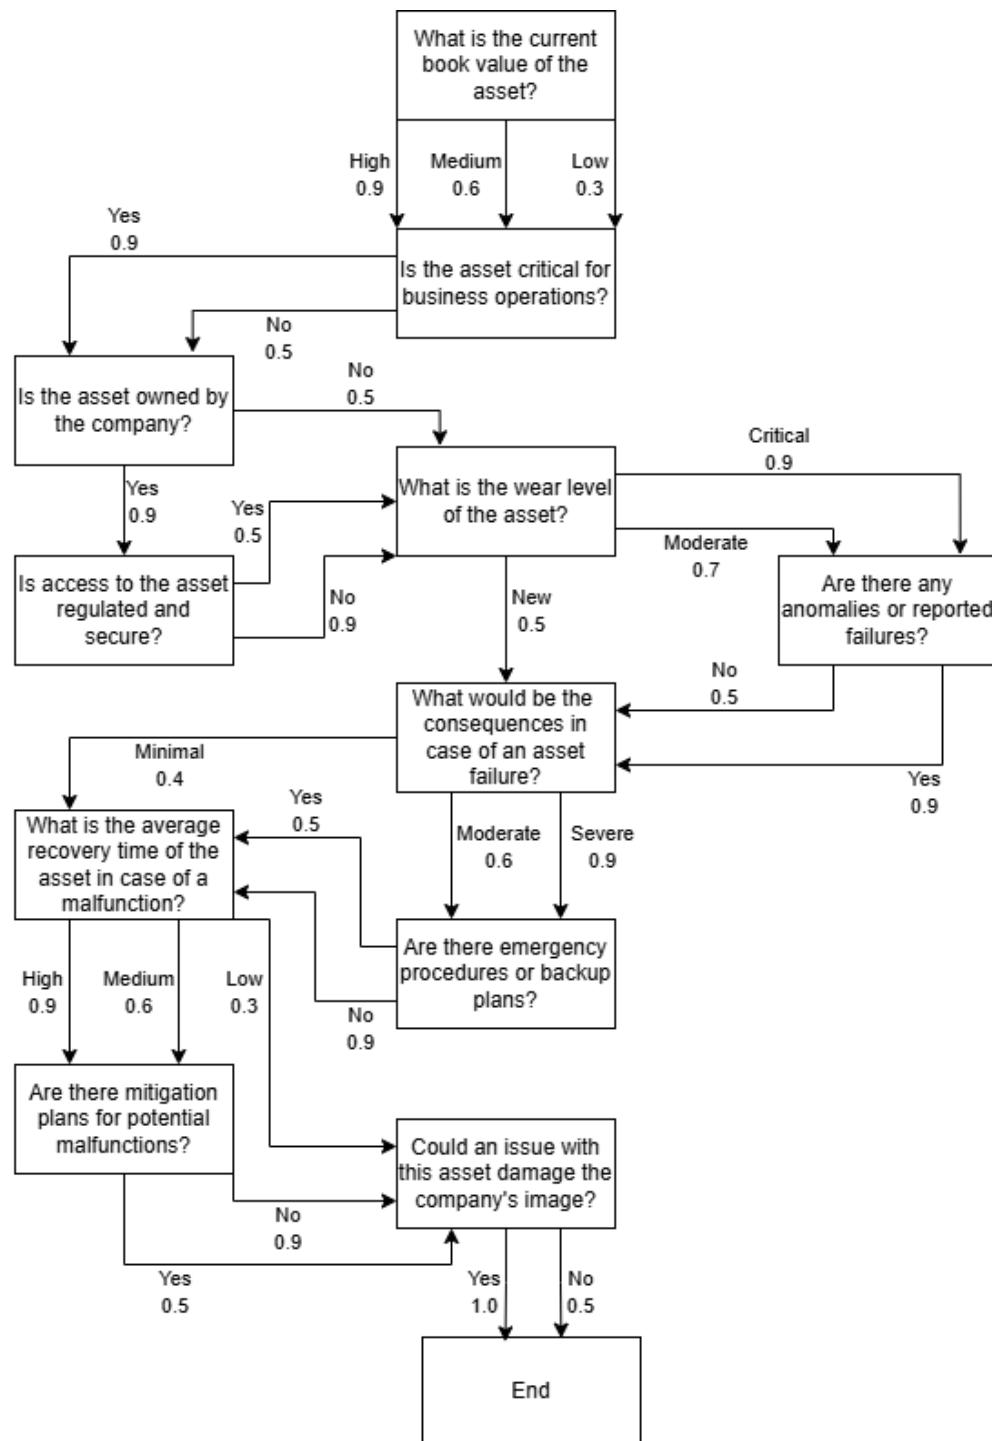 What is the current
book value of the
asset?
High
0.9
Medium
0.6
Low
0.3
Yes
0.9
Is the asset critical for
business operations?
No
0.5
Is the asset owned by
the company?
No
0.5
Critical
0.9
What is the wear level
of the asset?
Yes
0.9
Yes
0.5
Moderate
0.7
Is access to the asset
regulated and
secure?
No
0.9
New
0.5
Are there any
anomalies or reported
failures?
No
0.5
What would be the
consequences in
case of an asset
failure?
Minimal
0.4
Yes
0.9
Yes
0.5
What is the average
recovery time of the
asset in case of a
malfunction?
Moderate
0.6
Severe
0.9
Are there emergency
procedures or backup
plans?
High
0.9
Medium
0.6
Low
0.3
No
0.9
Are there mitigation
plans for potential
malfunctions?
Could an issue with
this asset damage the
company's image?
No
0.9
Yes
0.5
Yes
1.0
No
0.5
End